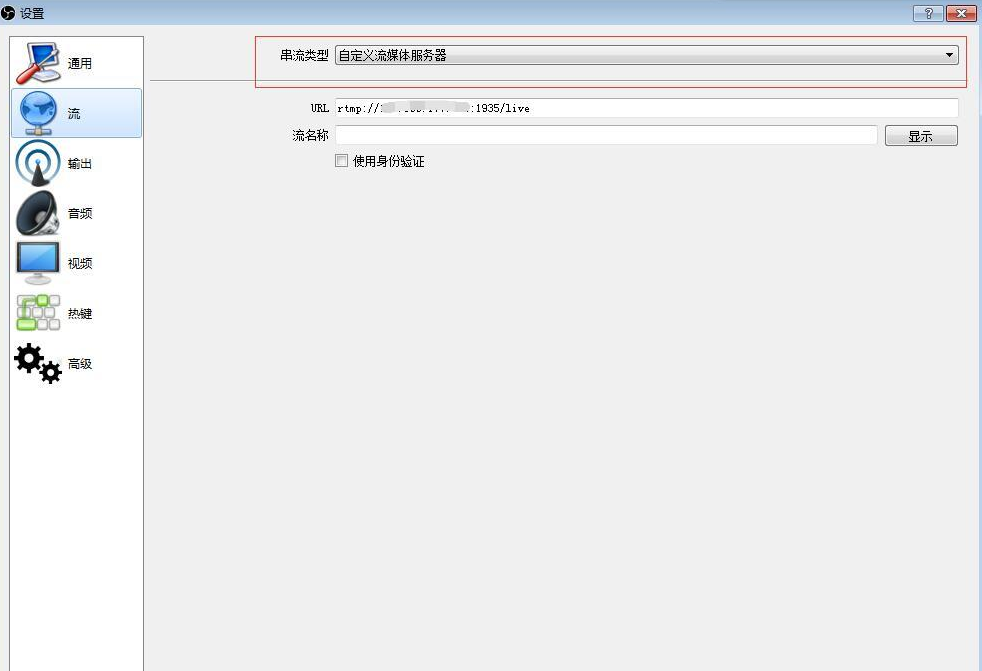 设置
通用
流
输出
音频
视频
热键
高级
串流类型 自定义流媒体服务器
URL rtmp:// :1935/live
流名称 显示
使用身份验证